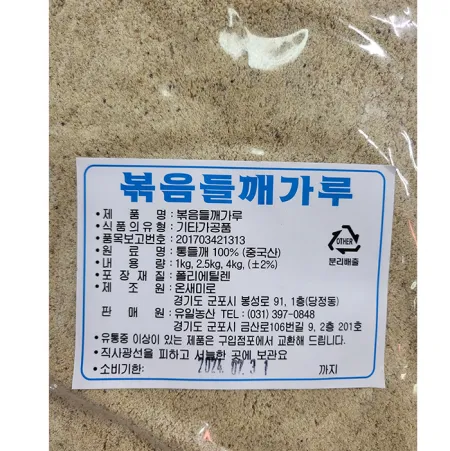 볶음들깨가루
• 제 품 명 : 볶음들깨가루
• 식품의유형 : 기타가공품
• 품목보고번호 : 201703421313
• 원 료 명 : 통들깨 100% (중국산)
• 내 용 량 : 1kg, 2.5kg, 4kg, (±2%)
• 포 장 재 질 : 폴리에틸렌
• 제 조 원 : 온새미로
경기도 군포시 봉성로 91, 1층(당정동)
• 판 매 원 : 유일농산 TEL : (031) 397-0848
경기도 군포시 금산로106번길 9, 2층 201호
• 유통중 이상이 있는 제품은 구입점포에서 교환해 드립니다.
• 직사광선을 피하고 서늘한 곳에 보관요
• 소비기한: 2024.07.31 까지
OTHER
분리배출